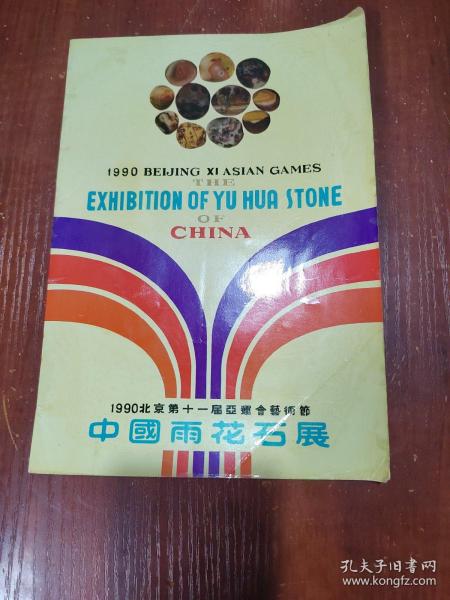 1990 BEIJING XI ASIAN GAMES
THE
EXHIBITION OF YU HUA STONE
OF
CHINA
1990北京第十一届亞運會藝術節
中國雨花石展
孔夫子旧书网
www.kongfz.com